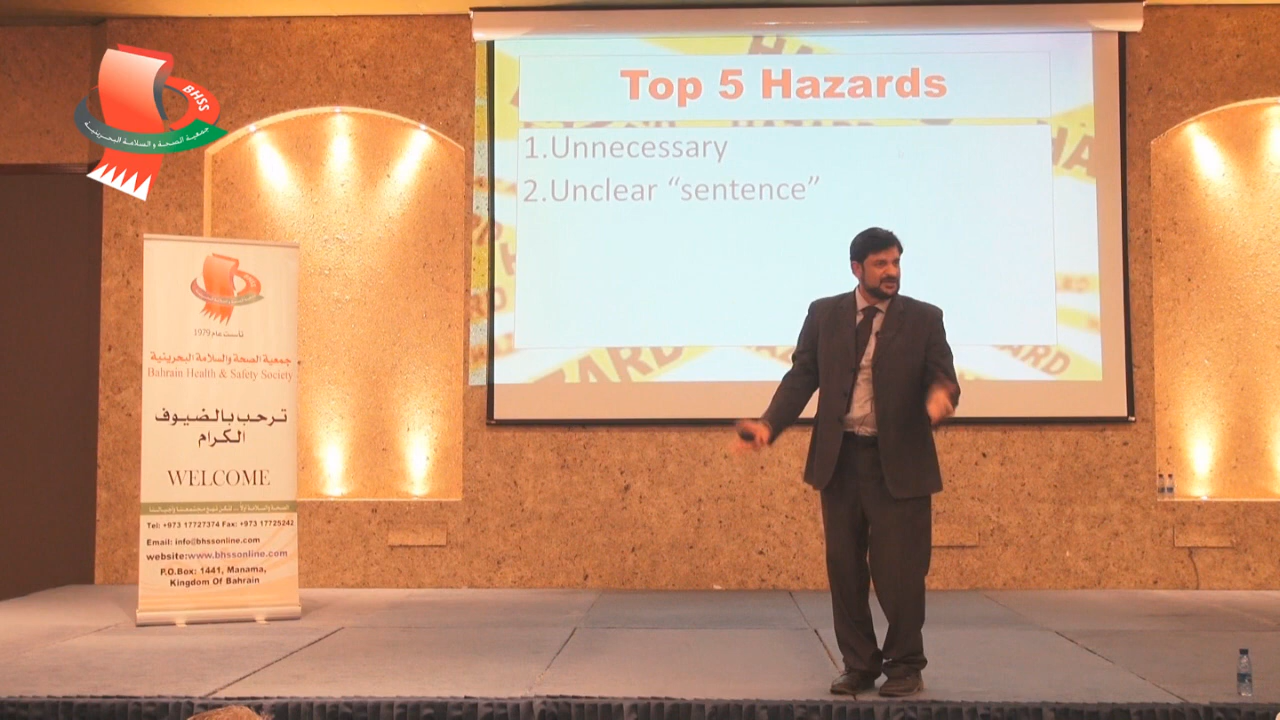 BHSS
جمعية الصحة والسلامة البحرينية
Top 5 Hazards
1.Unnecessary
2.Unclear “sentence”
HAZARD
تأسست عام 1979
جمعية الصحة والسلامة البحرينية
Bahrain Health & Safety Society
ترحب بالضيوف
الكرام
WELCOME
Tel: +973 17727374 Fax: +973 17725242
Email: info@bhssonline.com
website:www.bhssonline.com
P.O.Box: 1441, Manama,
Kingdom Of Bahrain